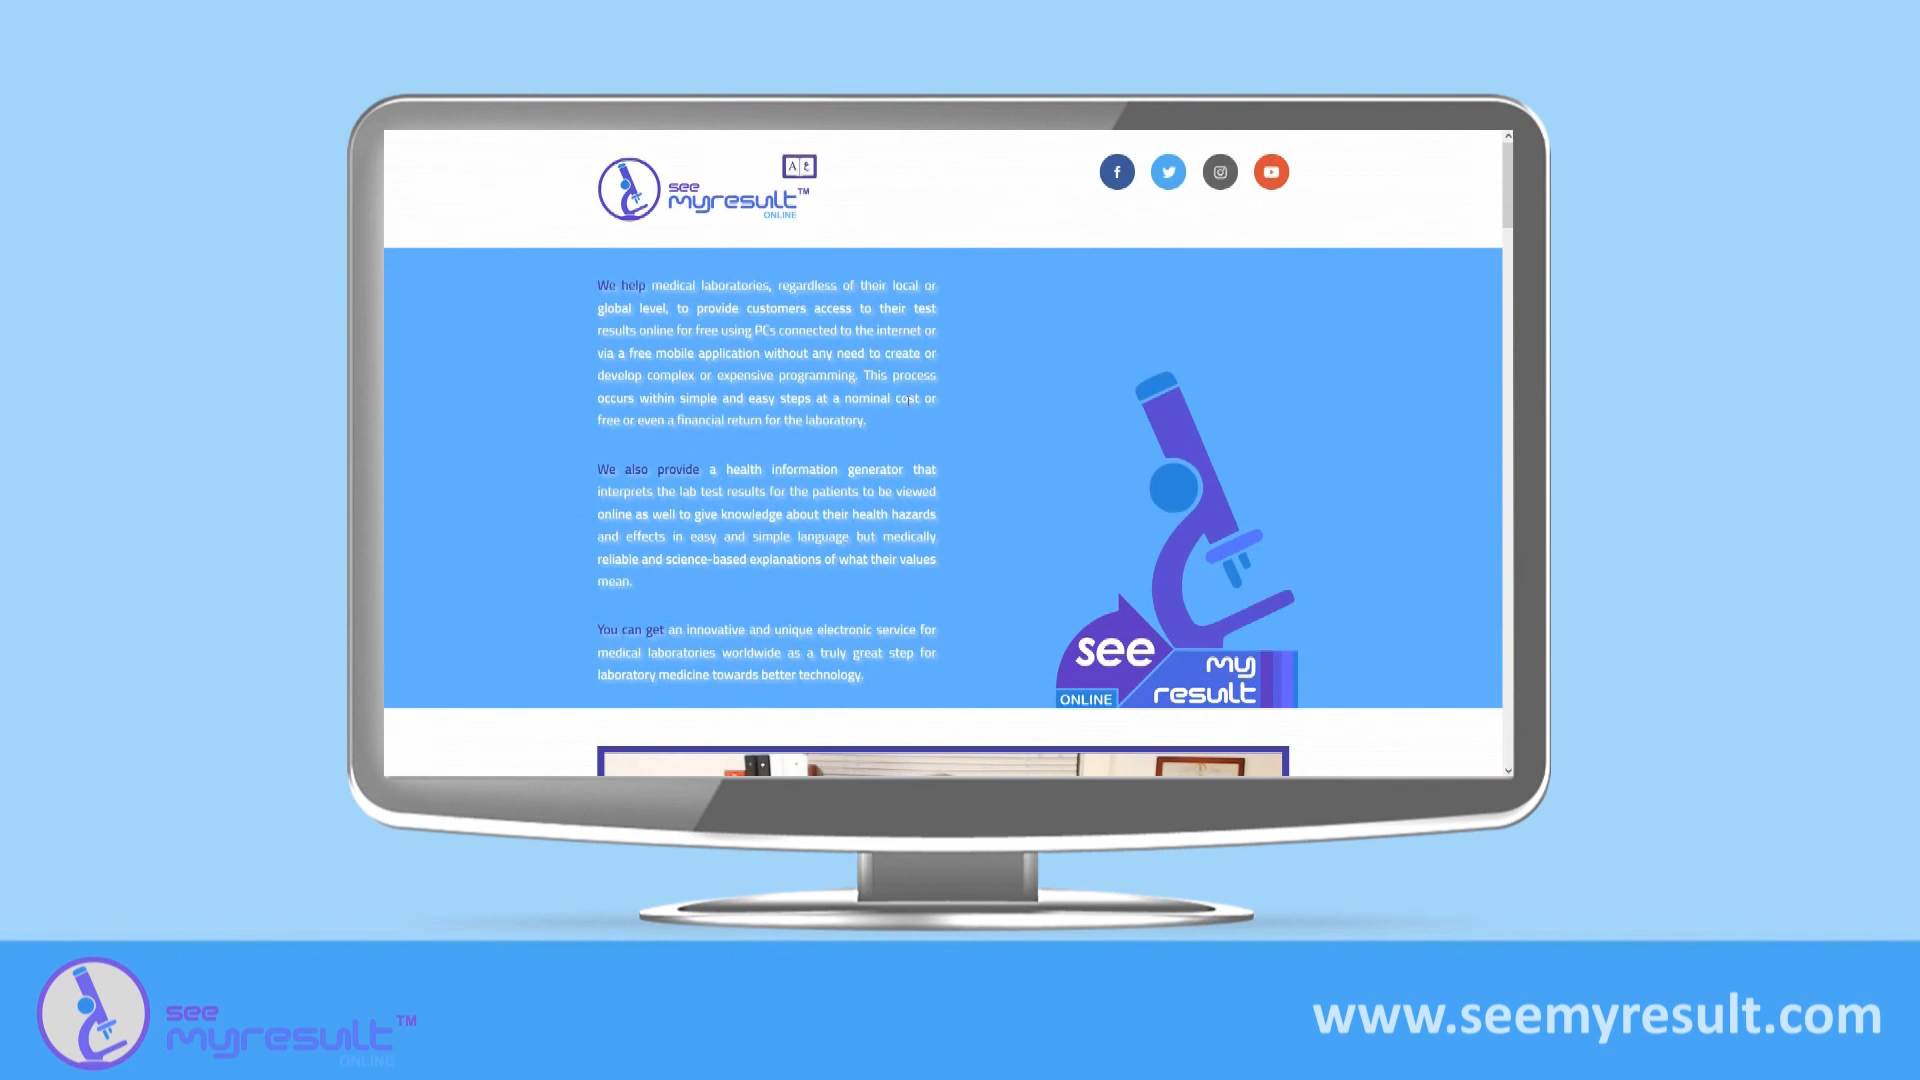 A ع
see
myresult™
ONLINE
We help medical laboratories, regardless of their local or
global level, to provide customers access to their test
results online for free using PCs connected to the internet or
via a free mobile application without any need to create or
develop complex or expensive programming. This process
occurs within simple and easy steps at a nominal cost or
free or even a financial return for the laboratory.
We also provide a health information generator that
interprets the lab test results for the patients to be viewed
online as well to give knowledge about their health hazards
and effects in easy and simple language but medically
reliable and science-based explanations of what their values
mean.
You can get an innovative and unique electronic service for
medical laboratories worldwide as a truly great step for
laboratory medicine towards better technology.
see
my
result
ONLINE
see
myresult™
ONLINE
www.seemyresult.com